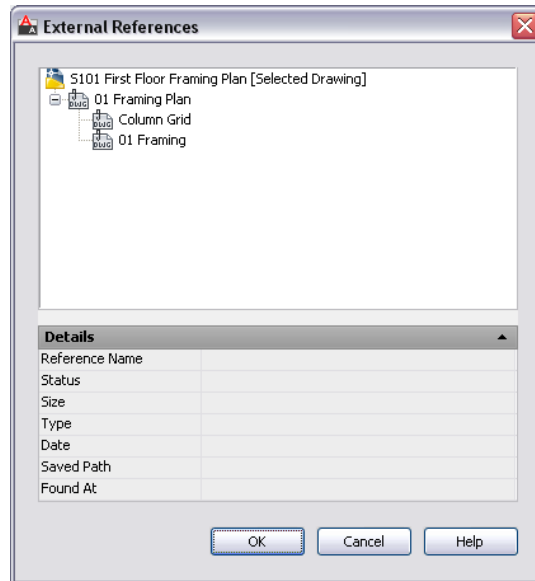 External References
S101 First Floor Framing Plan [Selected Drawing]
01 Framing Plan
Column Grid
01 Framing
Details
Reference Name
Status
Size
Type
Date
Saved Path
Found At
OK Cancel Help